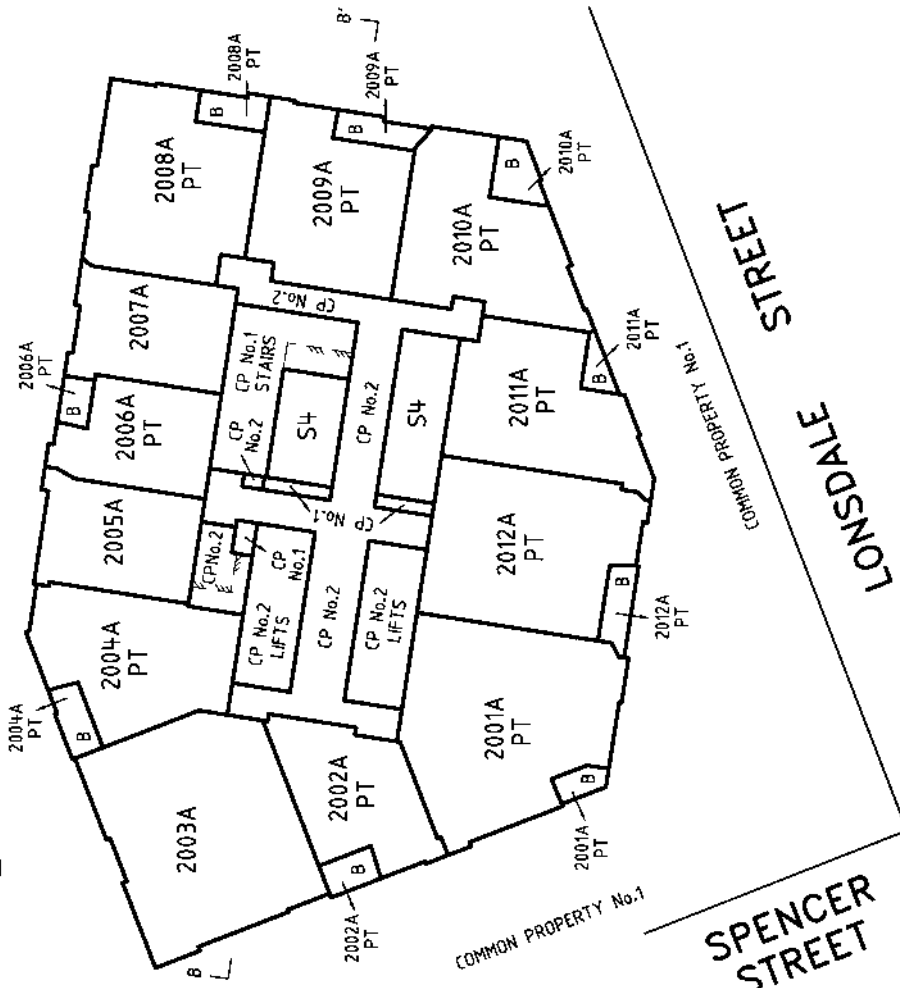 B'
2008A
PT
2009A
PT
B
2008A
PT
B
2009A
PT
B
2010A
PT
2010A
PT
2007A
2006A
PT
B
2006A
PT
CP No.2
CP No.1
STAIRS
CP
No.2
S4
CP No.2
S4
CP No.1
2011A
PT
B
2011A
PT
STREET
COMMON PROPERTY No.1
LONSDALE
2005A
CPNo.2
CP
No.1
CP No.2
LIFTS
CP No.2
CP No.2
LIFTS
2012A
PT
B
2012A
PT
2004A
PT
2004A
PT
B
2003A
2002A
PT
B
2002A
PT
2001A
PT
B
2001A
PT
B
COMMON PROPERTY No.1
SPENCER
STREET